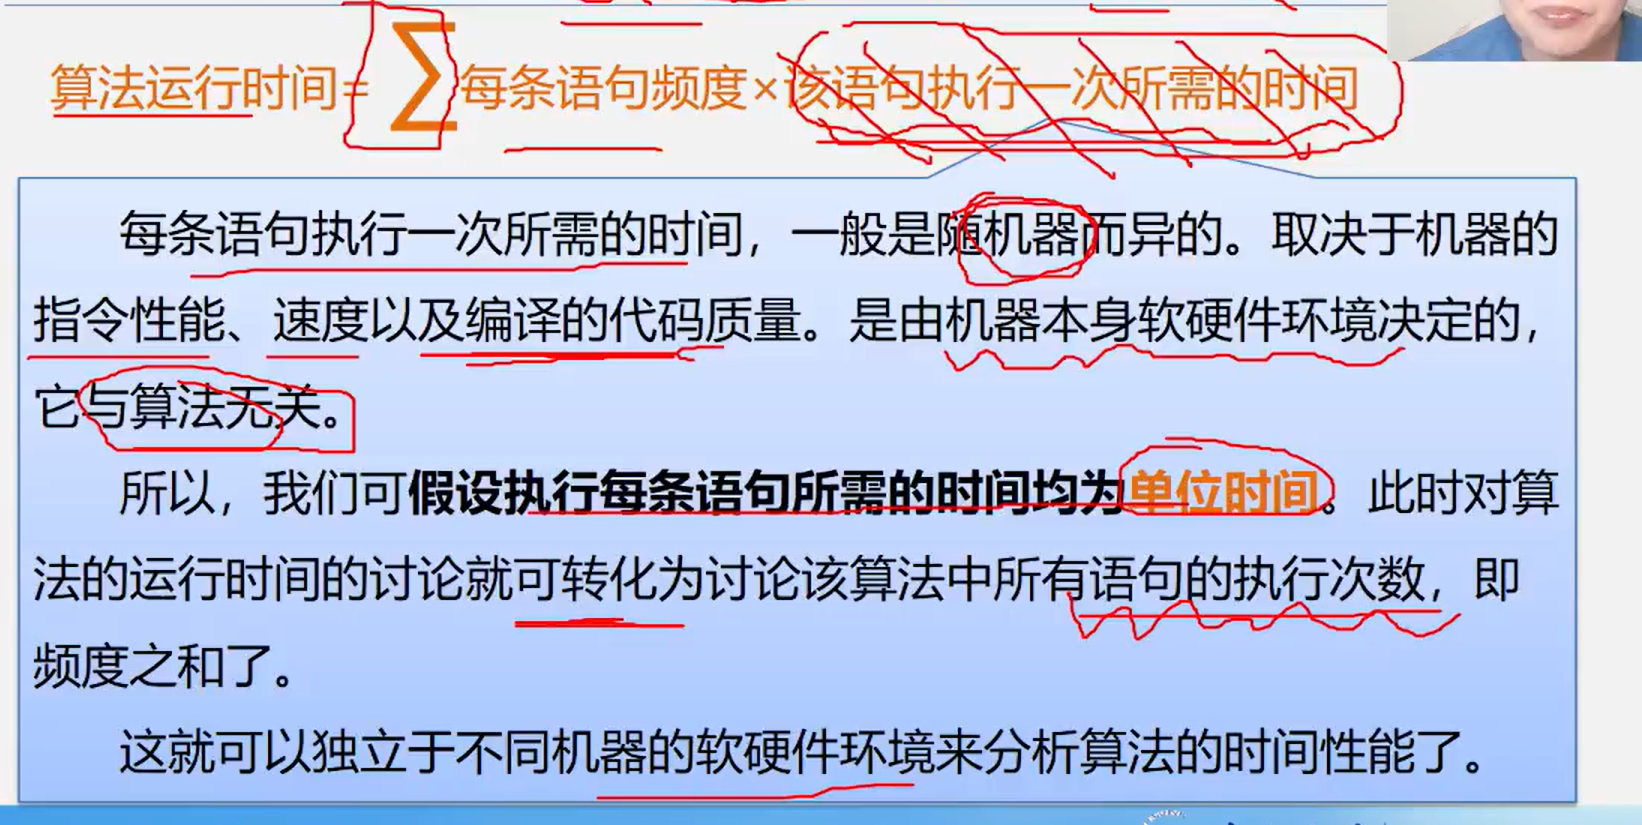 算法运行时间= ∑ 每条语句频度×该语句执行一次所需的时间
每条语句执行一次所需的时间，一般是随机器而异的。取决于机器的
指令性能、速度以及编译的代码质量。是由机器本身软硬件环境决定的，
它与算法无关。
所以，我们可假设执行每条语句所需的时间均为单位时间。此时对算
法的运行时间的讨论就可转化为讨论该算法中所有语句的执行次数，即
频度之和了。
这就可以独立于不同机器的软硬件环境来分析算法的时间性能了。